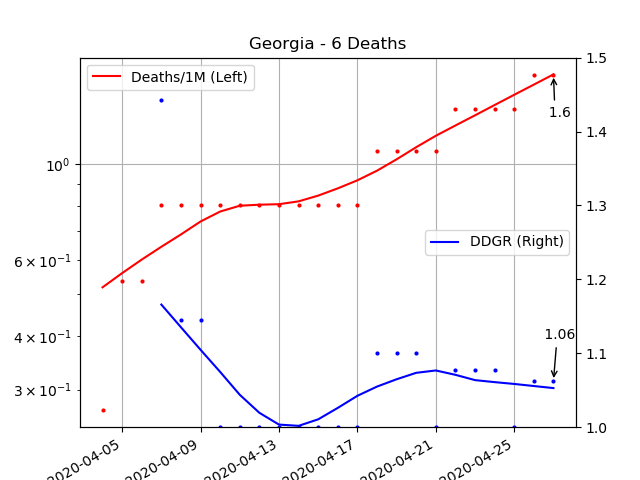 Georgia - 6 Deaths
Deaths/1M (Left)
DDGR (Right)
1.6
1.06
10⁰
6 × 10⁻¹
4 × 10⁻¹
3 × 10⁻¹
1.5
1.4
1.3
1.2
1.1
1.0
2020-04-05
2020-04-09
2020-04-13
2020-04-17
2020-04-21
2020-04-25